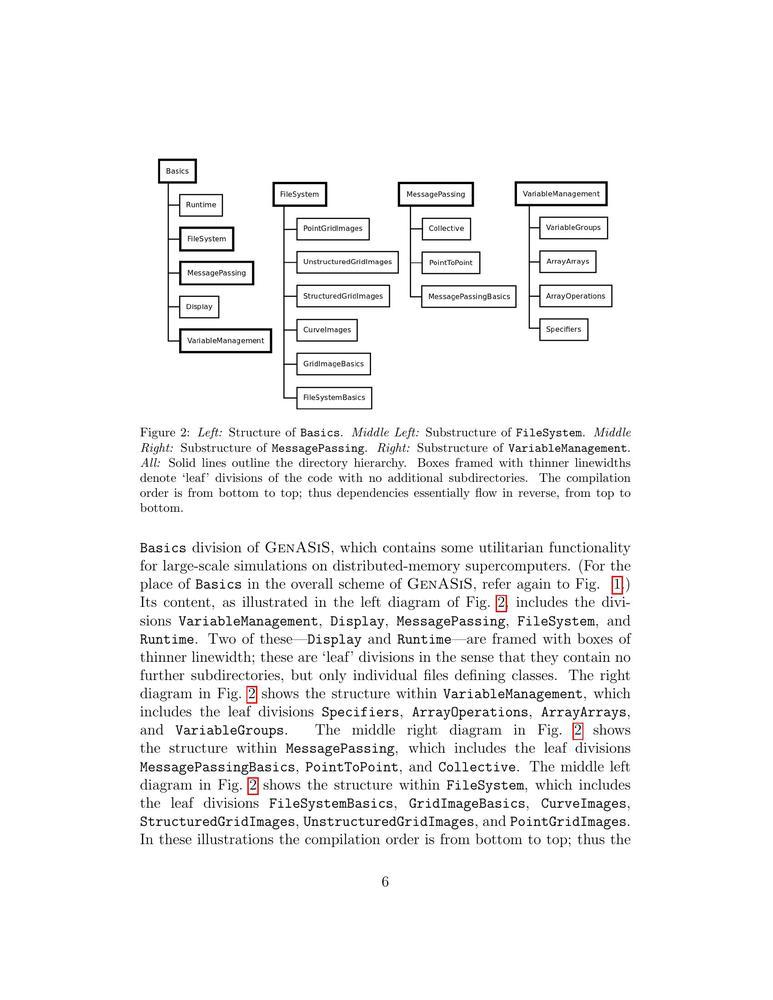 Basics
Runtime
FileSystem
MessagePassing
Display
VariableManagement
FileSystem
PointGridImages
UnstructuredGridImages
StructuredGridImages
CurveImages
GridImageBasics
FileSystemBasics
MessagePassing
Collective
PointToPoint
MessagePassingBasics
VariableManagement
VariableGroups
ArrayArrays
ArrayOperations
Specifiers
Figure 2: Left: Structure of Basics. Middle Left: Substructure of FileSystem. Middle
Right: Substructure of MessagePassing. Right: Substructure of VariableManagement.
All: Solid lines outline the directory hierarchy. Boxes framed with thinner linewidths
denote ‘leaf’ divisions of the code with no additional subdirectories. The compilation
order is from bottom to top; thus dependencies essentially flow in reverse, from top to
bottom.
Basics division of GenASiS, which contains some utilitarian functionality
for large-scale simulations on distributed-memory supercomputers. (For the
place of Basics in the overall scheme of GenASiS, refer again to Fig. 1.)
Its content, as illustrated in the left diagram of Fig. 2, includes the divi-
sions VariableManagement, Display, MessagePassing, FileSystem, and
Runtime. Two of these—Display and Runtime—are framed with boxes of
thinner linewidth; these are ‘leaf’ divisions in the sense that they contain no
further subdirectories, but only individual files defining classes. The right
diagram in Fig. 2 shows the structure within VariableManagement, which
includes the leaf divisions Specifiers, ArrayOperations, ArrayArrays,
and VariableGroups. The middle right diagram in Fig. 2 shows
the structure within MessagePassing, which includes the leaf divisions
MessagePassingBasics, PointToPoint, and Collective. The middle left
diagram in Fig. 2 shows the structure within FileSystem, which includes
the leaf divisions FileSystemBasics, GridImageBasics, CurveImages,
StructuredGridImages, UnstructuredGridImages, and PointGridImages.
In these illustrations the compilation order is from bottom to top; thus the
6